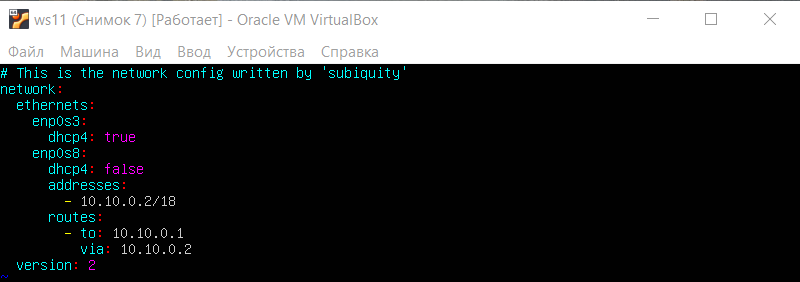 ws11 (Снимок 7) [Работает] - Oracle VM VirtualBox
Файл Машина Вид Ввод Устройства Справка
# This is the network config written by 'subiquity'
network:
  ethernets:
    enp0s3:
      dhcp4: true
    enp0s8:
      dhcp4: false
      addresses:
        - 10.10.0.2/18
      routes:
        - to: 10.10.0.1
          via: 10.10.0.2
  version: 2
~